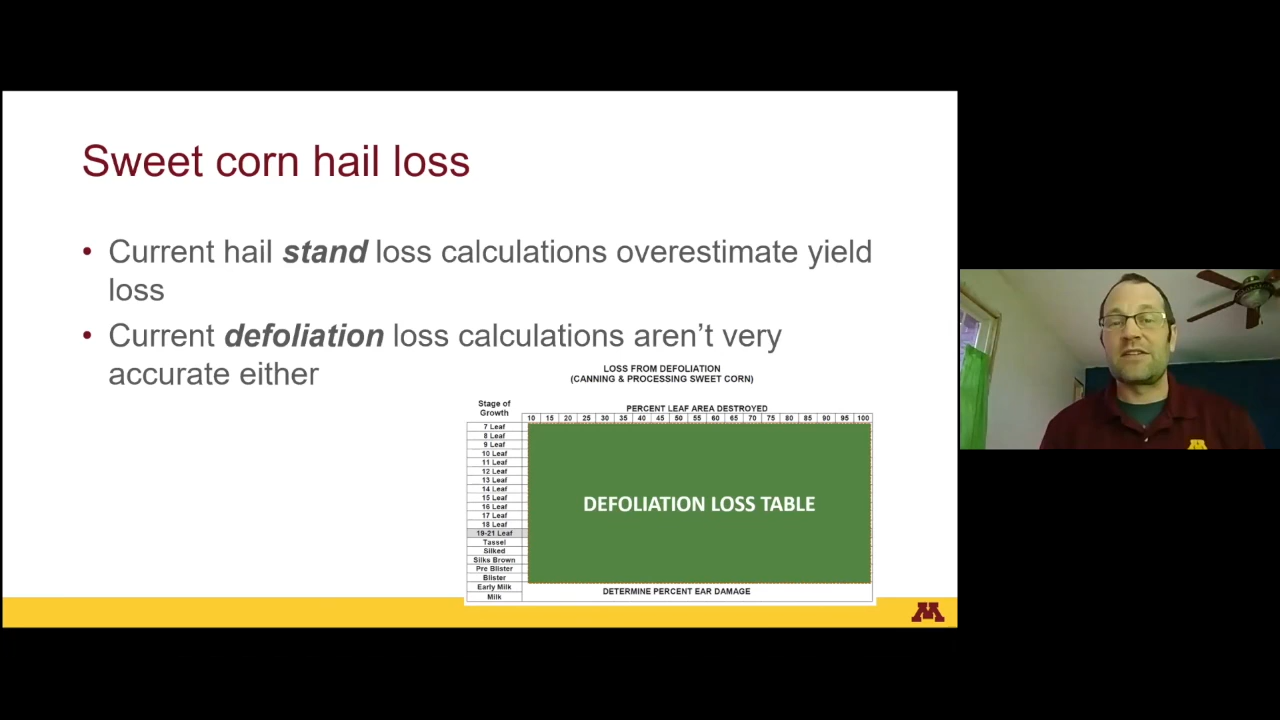 Sweet corn hail loss
• Current hail stand loss calculations overestimate yield
loss
• Current defoliation loss calculations aren't very
accurate either
LOSS FROM DEFOLIATION
(CANNING & PROCESSING SWEET CORN)
Stage of
Growth
PERCENT LEAF AREA DESTROYED
10 15 20 25 30 35 40 45 50 55 60 65 70 75 80 85 90 95 100
7 Leaf
8 Leaf
9 Leaf
10 Leaf
11 Leaf
12 Leaf
13 Leaf
14 Leaf
15 Leaf
16 Leaf
17 Leaf
18 Leaf
19-21 Leaf
Tassel
Silked
Silks Brown
Pre Blister
Blister
Early Milk
Milk
DEFOLIATION LOSS TABLE
DETERMINE PERCENT EAR DAMAGE
M